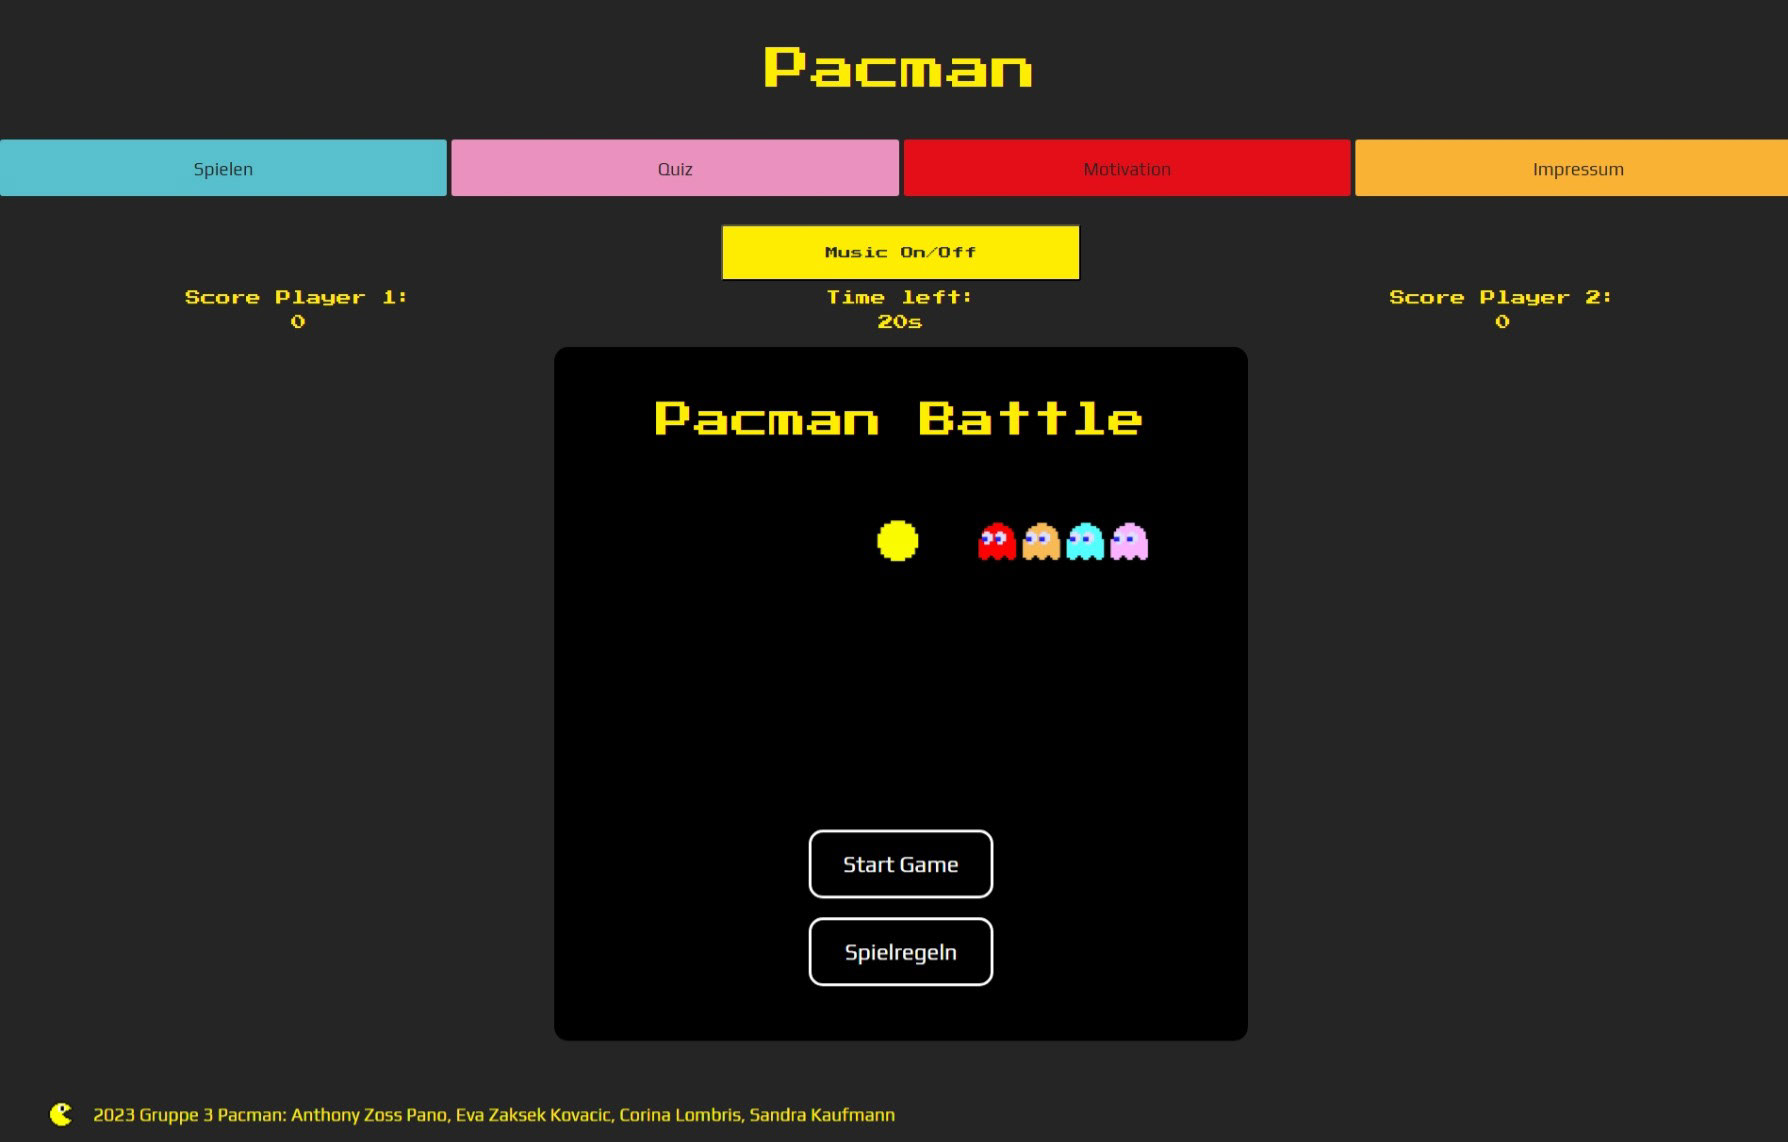 Pacman
Spielen
Quiz
Motivation
Impressum
Music On/Off
Score Player 1:
0
Time left:
20s
Score Player 2:
0
Pacman Battle
Start Game
Spielregeln
2023 Gruppe 3 Pacman: Anthony Zoss Pano, Eva Zaksek Kovacic, Corina Lombris, Sandra Kaufmann